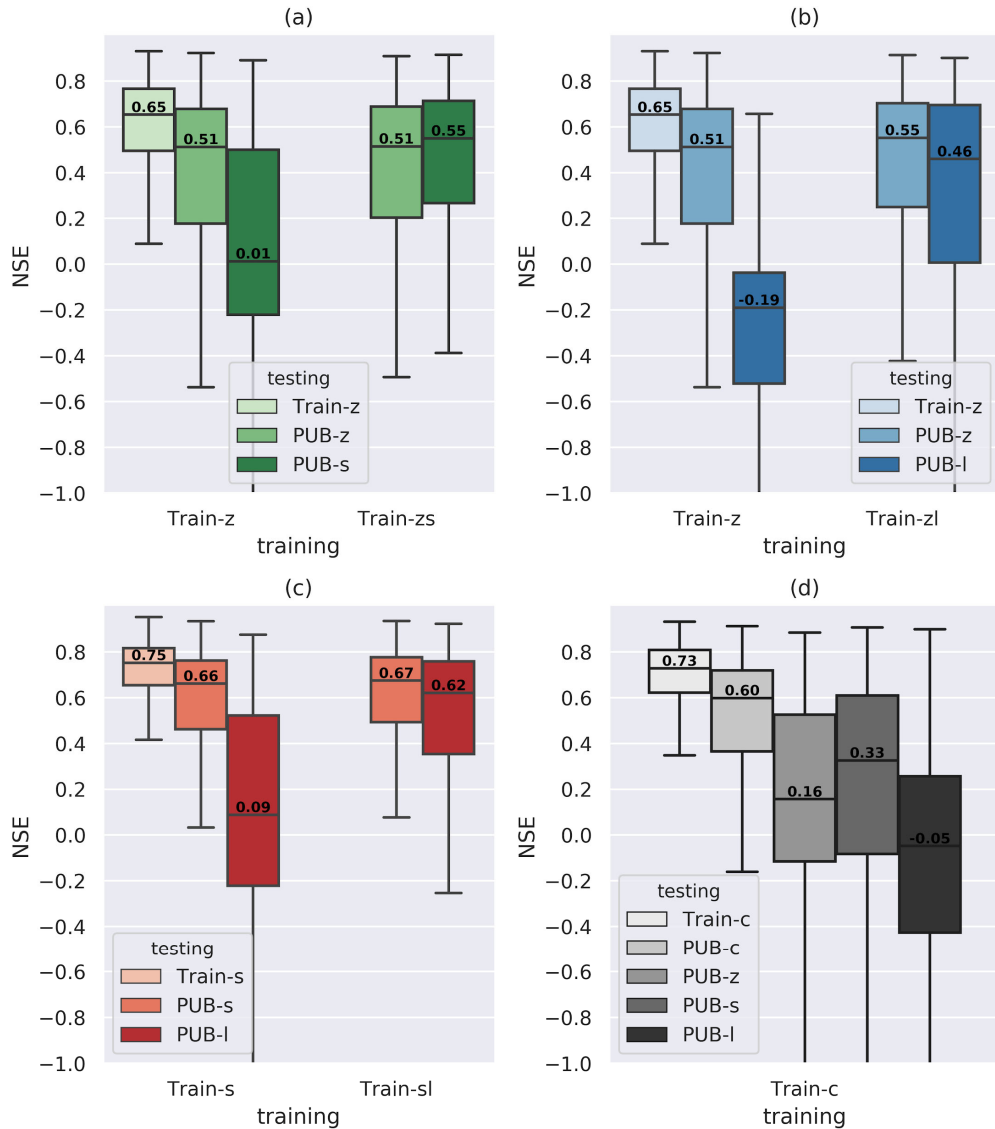 (a)
NSE
0.8
0.6
0.4
0.2
0.0
−0.2
−0.4
−0.6
−0.8
−1.0
0.65
0.51
0.01
0.51
0.55
testing
Train-z
PUB-z
PUB-s
Train-z
Train-zs
training
(b)
NSE
0.8
0.6
0.4
0.2
0.0
−0.2
−0.4
−0.6
−0.8
−1.0
0.65
0.51
-0.19
0.55
0.46
testing
Train-z
PUB-z
PUB-l
Train-z
Train-zl
training
(c)
NSE
0.8
0.6
0.4
0.2
0.0
−0.2
−0.4
−0.6
−0.8
−1.0
0.75
0.66
0.09
0.67
0.62
testing
Train-s
PUB-s
PUB-l
Train-s
Train-sl
training
(d)
NSE
0.8
0.6
0.4
0.2
0.0
−0.2
−0.4
−0.6
−0.8
−1.0
0.73
0.60
0.16
0.33
-0.05
testing
Train-c
PUB-c
PUB-z
PUB-s
PUB-l
Train-c
training